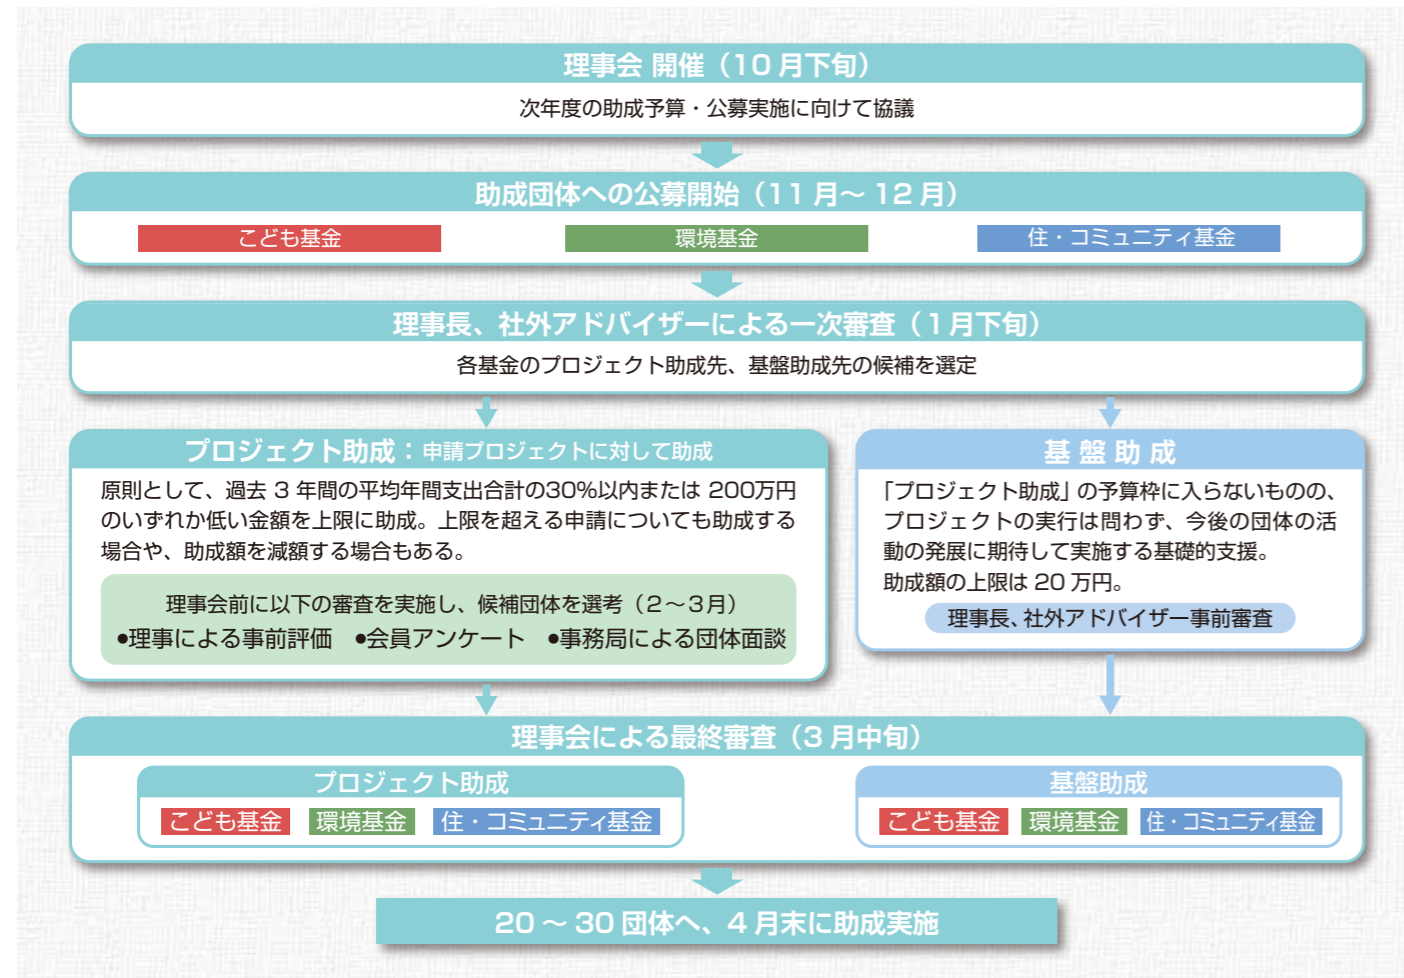 理事会 開催（10 月下旬）
次年度の助成予算・公募実施に向けて協議
助成団体への公募開始（11 月～ 12 月）
こども基金
環境基金
住・コミュニティ基金
理事長、社外アドバイザーによる一次審査（１月下旬）
各基金のプロジェクト助成先、基盤助成先の候補を選定
プロジェクト助成：申請プロジェクトに対して助成
原則として、過去 3 年間の平均年間支出合計の30%以内または 200万円
のいずれか低い金額を上限に助成。上限を超える申請についても助成する
場合や、助成額を減額する場合もある。
理事会前に以下の審査を実施し、候補団体を選考（２～３月）
●理事による事前評価　●会員アンケート　●事務局による団体面談
基 盤 助 成
「プロジェクト助成」の予算枠に入らないものの、
プロジェクトの実行は問わず、今後の団体の活
動の発展に期待して実施する基礎的支援。
助成額の上限は 20 万円。
理事長、社外アドバイザー事前審査
理事会による最終審査（3 月中旬）
プロジェクト助成
こども基金 環境基金 住・コミュニティ基金
基盤助成
こども基金 環境基金 住・コミュニティ基金
20 ～ 30 団体へ、4 月末に助成実施